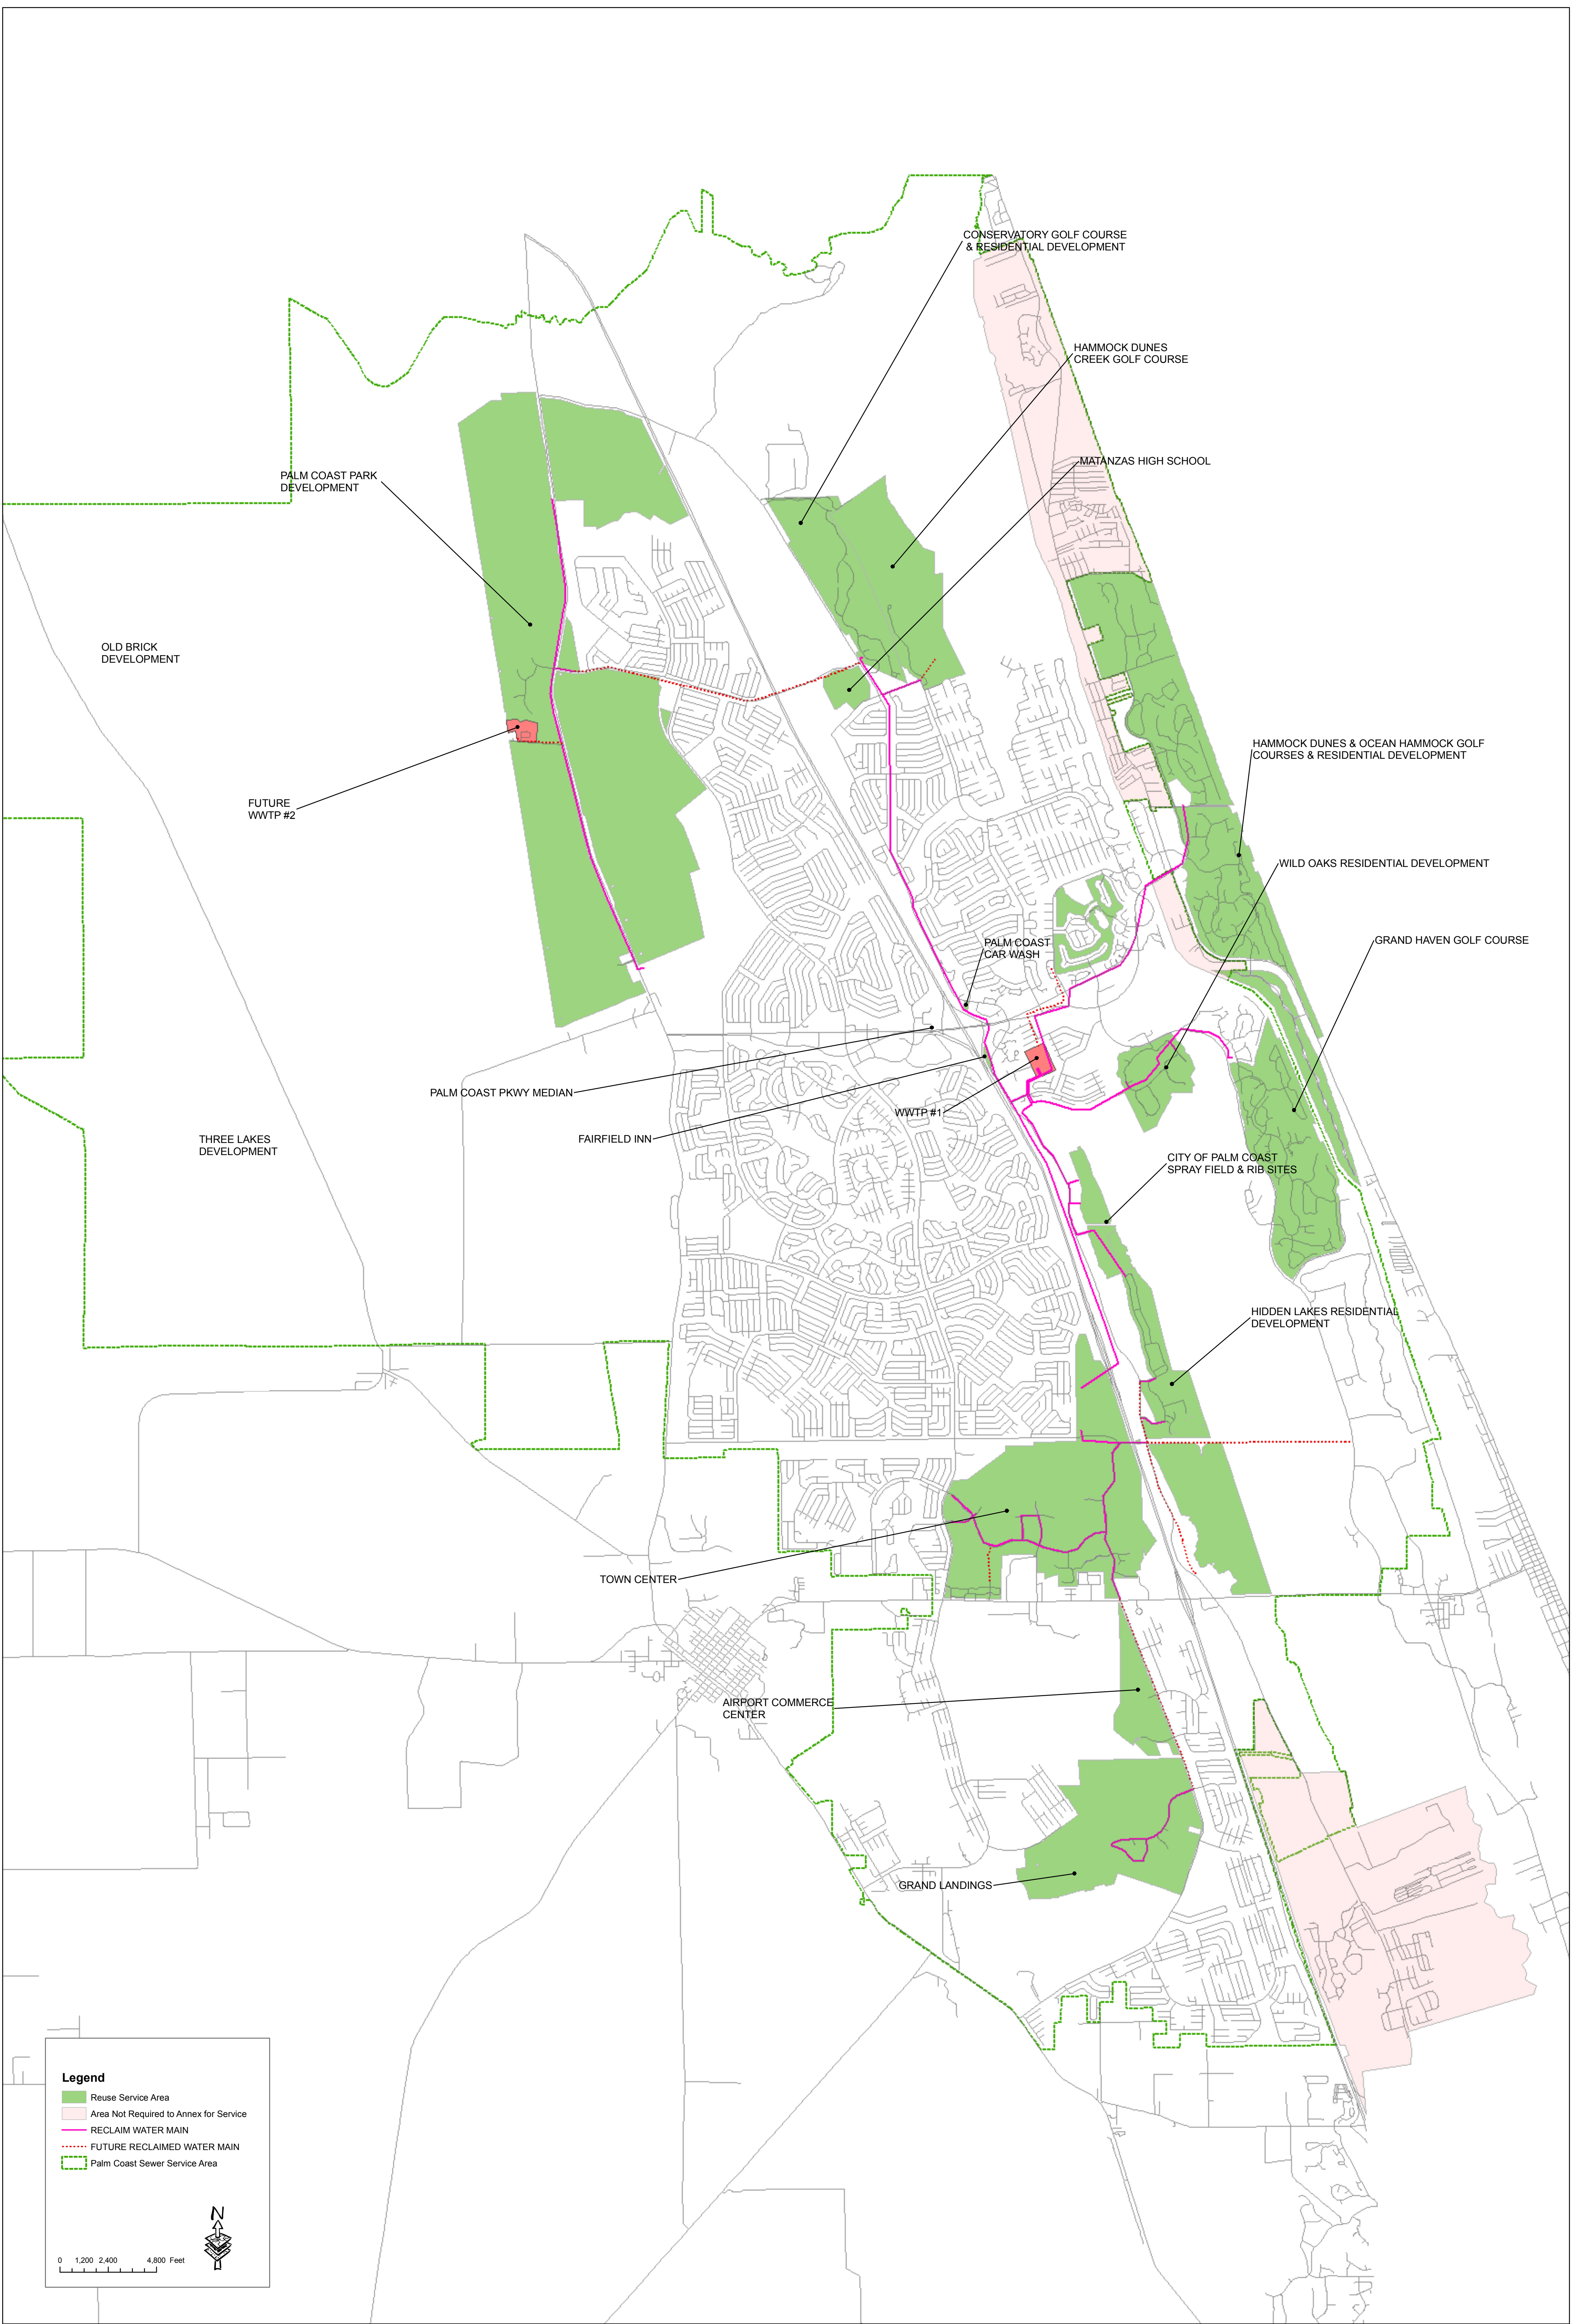 CONSERVATORY GOLF COURSE
& RESIDENTIAL DEVELOPMENT
HAMMOCK DUNES
CREEK GOLF COURSE
MATANZAS HIGH SCHOOL
PALM COAST PARK
DEVELOPMENT
OLD BRICK
DEVELOPMENT
HAMMOCK DUNES & OCEAN HAMMOCK GOLF
COURSES & RESIDENTIAL DEVELOPMENT
FUTURE
WWTP #2
WILD OAKS RESIDENTIAL DEVELOPMENT
GRAND HAVEN GOLF COURSE
PALM COAST
CAR WASH
PALM COAST PKWY MEDIAN
WWTP #1
FAIRFIELD INN
THREE LAKES
DEVELOPMENT
CITY OF PALM COAST
SPRAY FIELD & RIB SITES
HIDDEN LAKES RESIDENTIAL
DEVELOPMENT
TOWN CENTER
AIRPORT COMMERCE
CENTER
GRAND LANDINGS
Legend
Reuse Service Area
Area Not Required to Annex for Service
RECLAIM WATER MAIN
FUTURE RECLAIMED WATER MAIN
Palm Coast Sewer Service Area
N
0 1,200 2,400 4,800 Feet